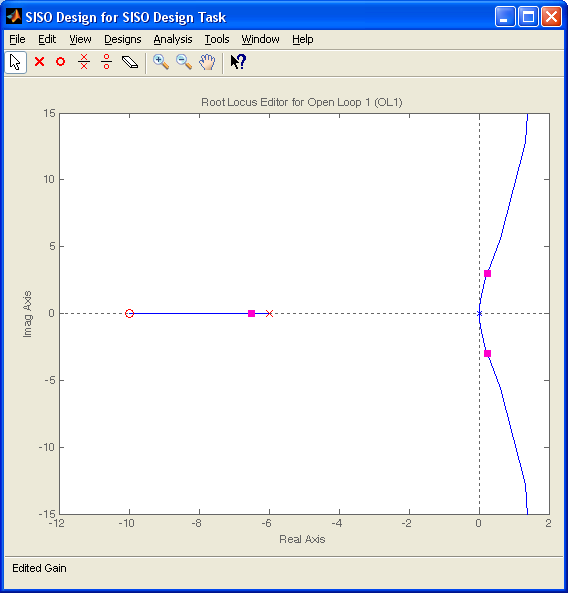 SISO Design for SISO Design Task
File Edit View Designs Analysis Tools Window Help
Root Locus Editor for Open Loop 1 (OL1)
15
10
5
0
-5
-10
-15
Imag Axis
-12 -10 -8 -6 -4 -2 0 2
Real Axis
Edited Gain